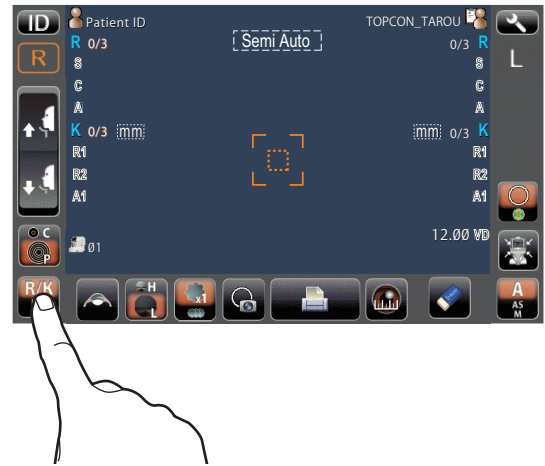 ID
Patient ID
TOPCON_TAROU
R
R 0/3
Semi Auto
0/3 R
L
S
S
C
C
A
A
K 0/3 mm
mm 0/3 K
R1
R1
R2
R2
A1
A1
01
12.00 VD
C
P
R/K
H
L
x1
A
AS
M